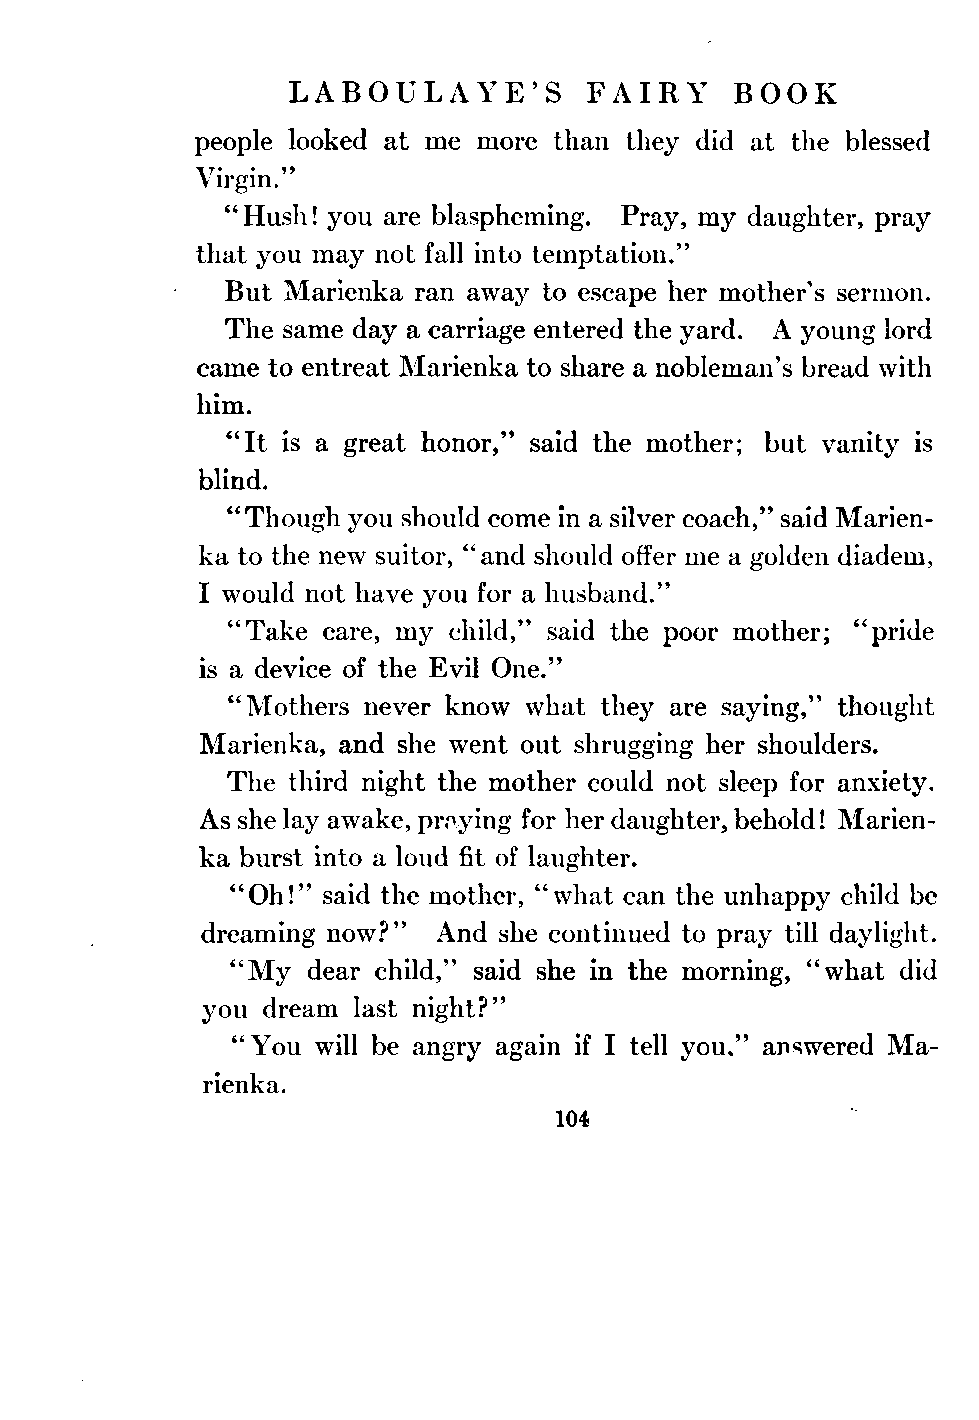 LABOULAYE'S FAIRY BOOK
people looked at me more than they did at the blessed
Virgin."
"Hush! you are blaspheming. Pray, my daughter, pray
that you may not fall into temptation."
But Marienka ran away to escape her mother's sermon.
The same day a carriage entered the yard. A young lord
came to entreat Marienka to share a nobleman's bread with
him.
"It is a great honor," said the mother; but vanity is
blind.
"Though you should come in a silver coach," said Marien-
ka to the new suitor, "and should offer me a golden diadem,
I would not have you for a husband."
"Take care, my child," said the poor mother; "pride
is a device of the Evil One."
"Mothers never know what they are saying," thought
Marienka, and she went out shrugging her shoulders.
The third night the mother could not sleep for anxiety.
As she lay awake, praying for her daughter, behold! Marien-
ka burst into a loud fit of laughter.
"Oh!" said the mother, "what can the unhappy child be
dreaming now?" And she continued to pray till daylight.
"My dear child," said she in the morning, "what did
you dream last night?"
"You will be angry again if I tell you," answered Ma-
rienka.
104